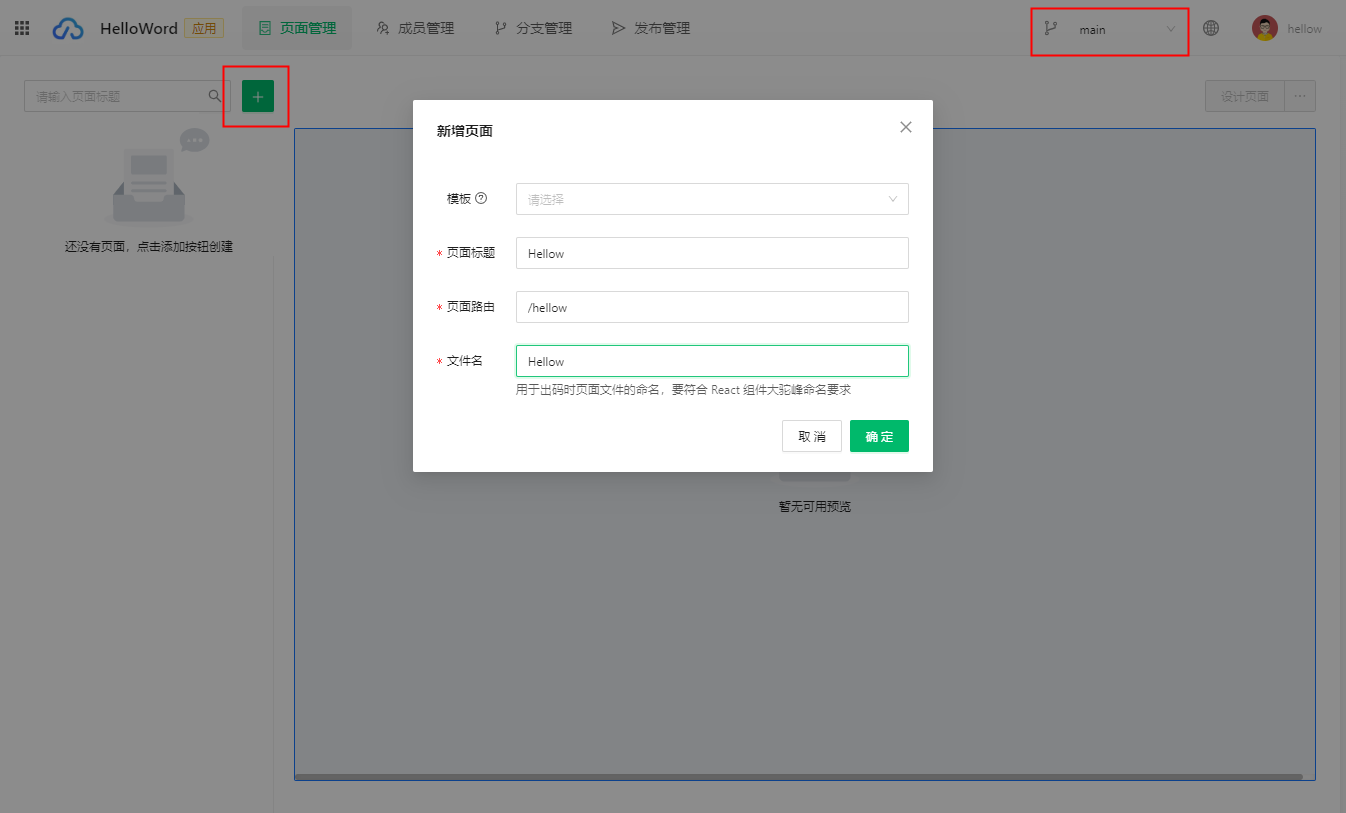 HelloWord 应用 页面管理 成员管理 分支管理 发布管理 main hellow
请输入页面标题 设计页面
新增页面
模板 请选择
* 页面标题 Hellow
* 页面路由 /hellow
* 文件名 Hellow
用于出码时页面文件的命名，要符合 React 组件大驼峰命名要求
取 消 确 定
还没有页面，点击添加按钮创建
暂无可用预览